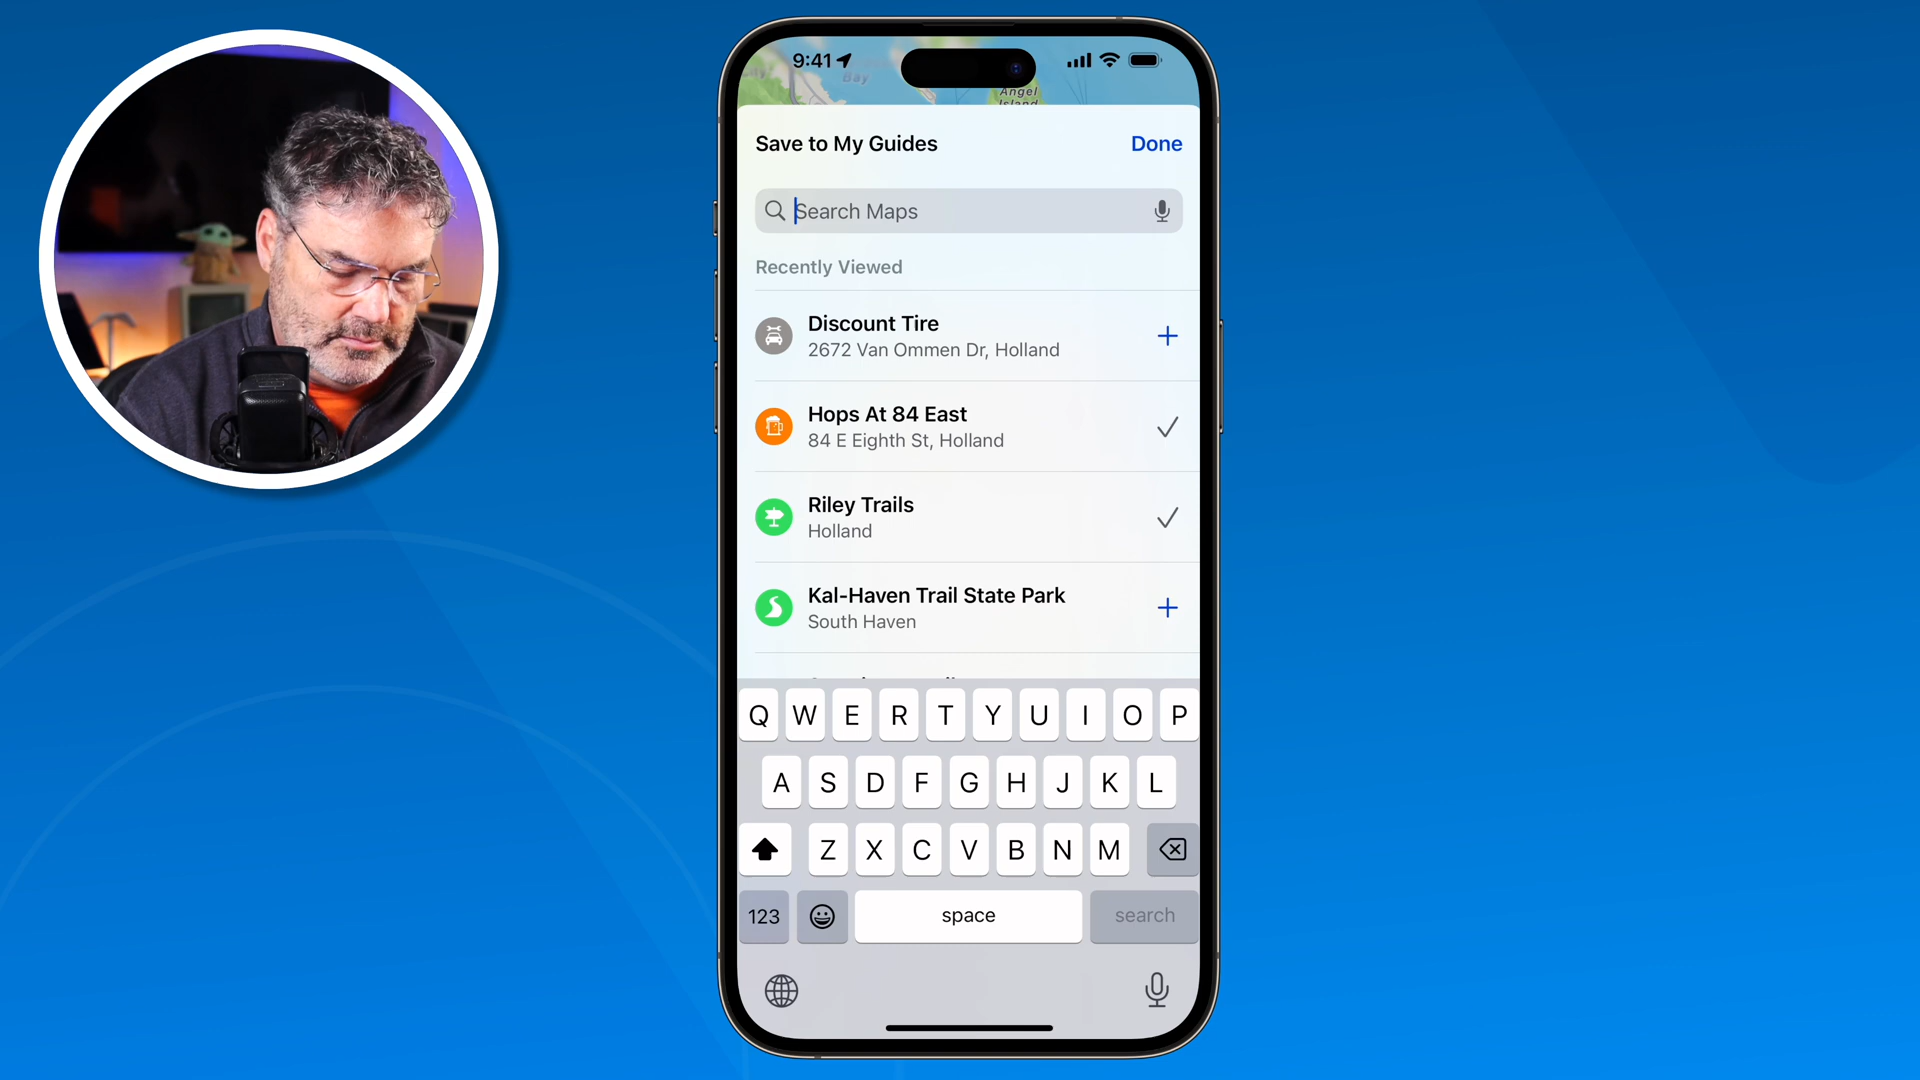 9:41
Bay
Angel
Island
Save to My Guides
Done
Search Maps
Recently Viewed
Discount Tire
2672 Van Ommen Dr, Holland
Hops At 84 East
84 E Eighth St, Holland
Riley Trails
Holland
Kal-Haven Trail State Park
South Haven
Q W E R T Y U I O P
A S D F G H J K L
Z X C V B N M
123
space
search